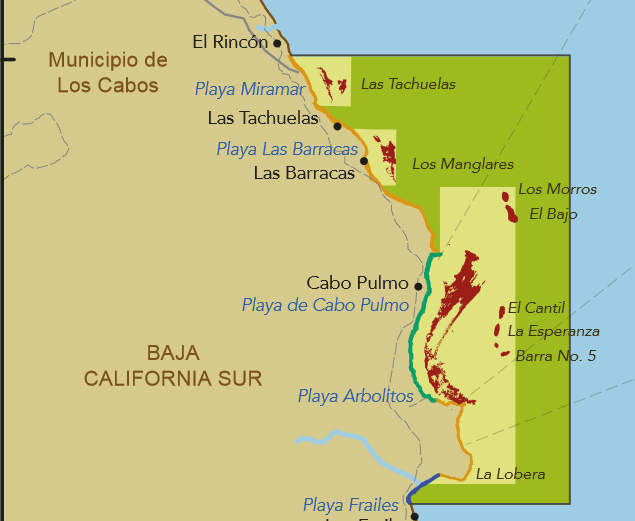 El Rincón
Municipio de
Los Cabos
Playa Miramar
Las Tachuelas
Las Tachuelas
Playa Las Barracas
Las Barracas
Los Manglares
Los Morros
El Bajo
Cabo Pulmo
Playa de Cabo Pulmo
El Cantil
La Esperanza
Barra No. 5
BAJA
CALIFORNIA SUR
Playa Arbolitos
La Lobera
Playa Frailes